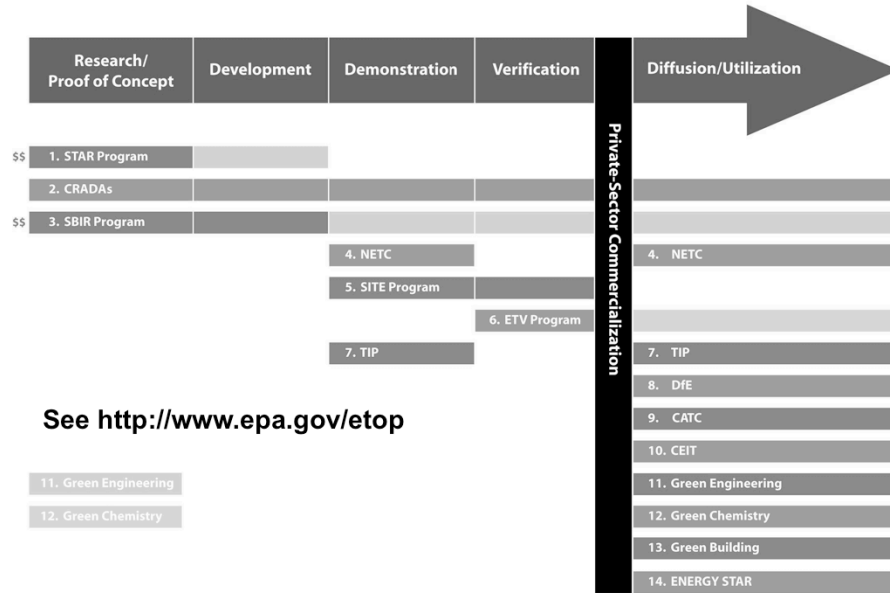 Research/
Proof of Concept
Development
Demonstration
Verification
Diffusion/Utilization
Private-Sector Commercialization
$$ 1. STAR Program
2. CRADAs
$$ 3. SBIR Program
4. NETC
4. NETC
5. SITE Program
6. ETV Program
7. TIP
7. TIP
8. DfE
See http://www.epa.gov/etop
9. CATC
10. CEIT
11. Green Engineering
11. Green Engineering
12. Green Chemistry
12. Green Chemistry
13. Green Building
14. ENERGY STAR